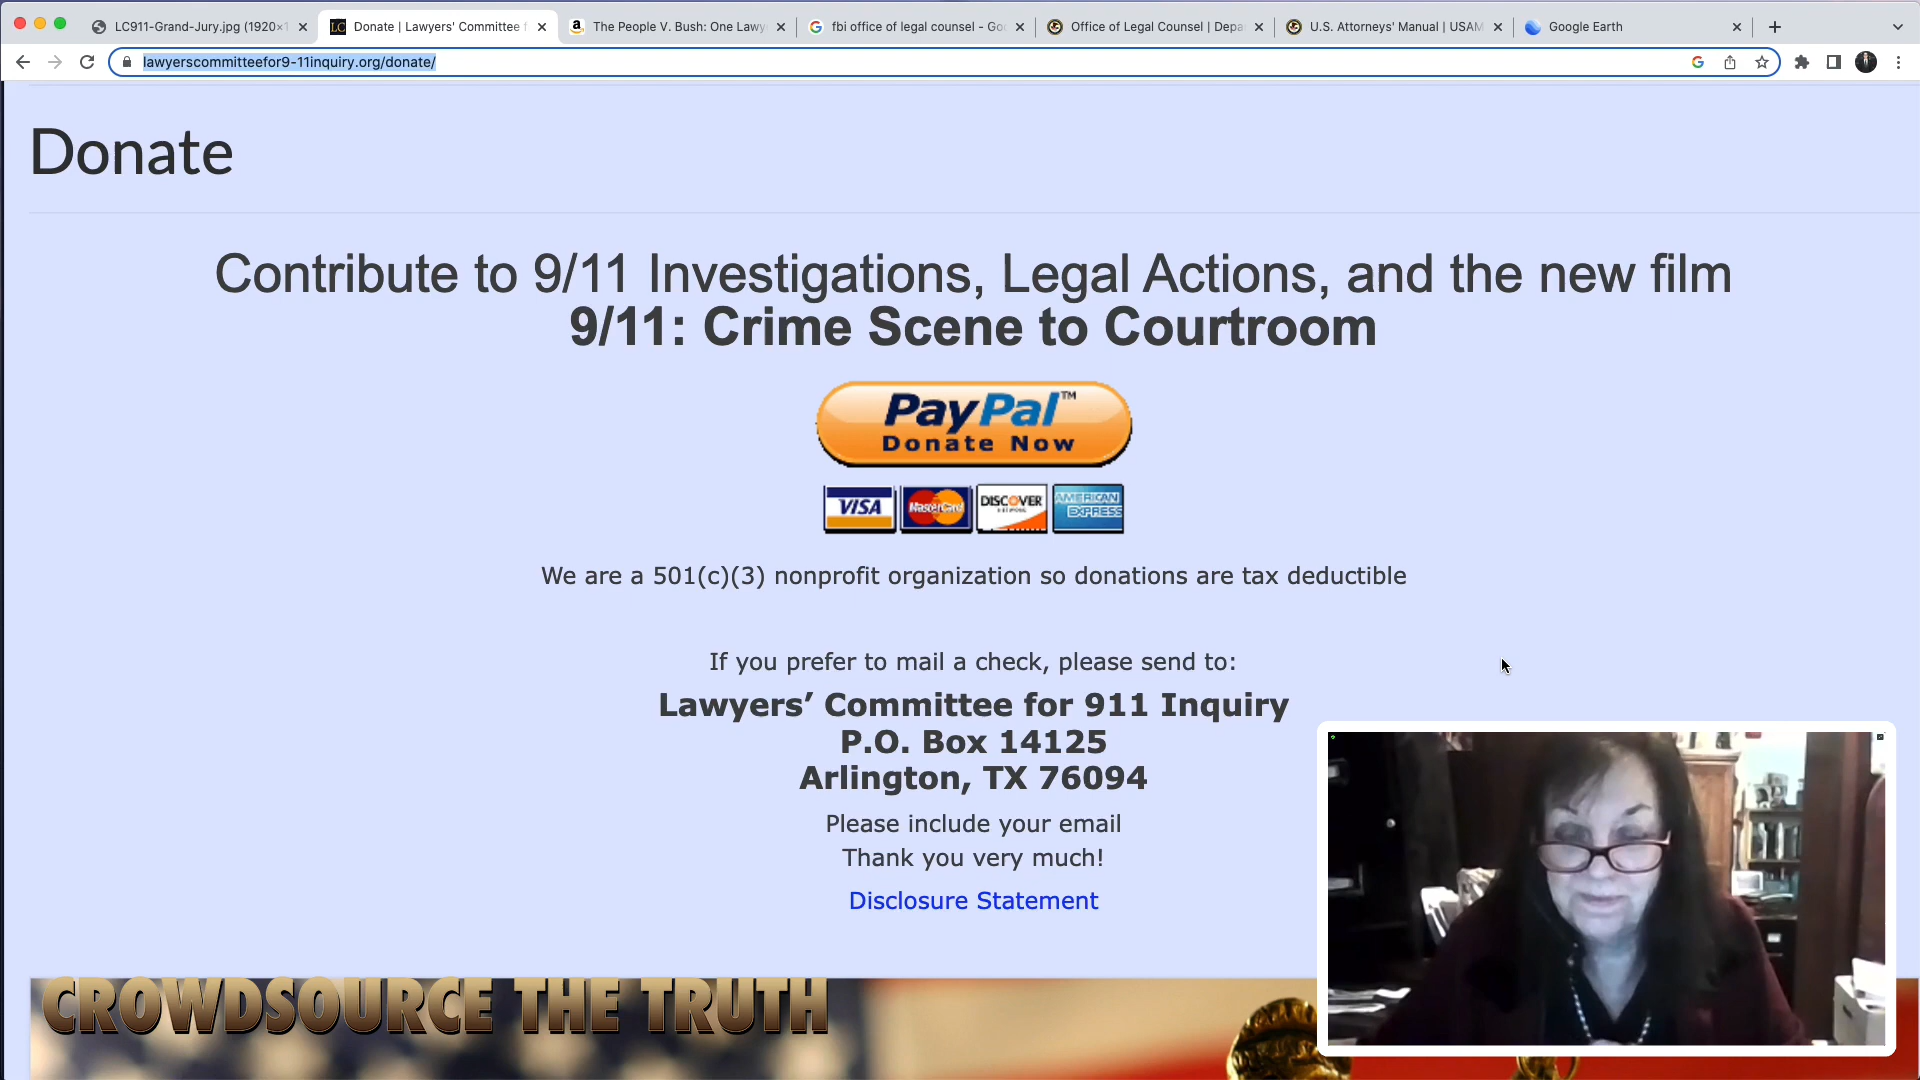 LC911-Grand-Jury.jpg (1920×1
Donate | Lawyers' Committee f
The People V. Bush: One Lawy
fbi office of legal counsel - Go
Office of Legal Counsel | Depa
U.S. Attorneys' Manual | USAM
Google Earth
lawyerscommitteefor9-11inquiry.org/donate/
Donate
Contribute to 9/11 Investigations, Legal Actions, and the new film
9/11: Crime Scene to Courtroom
PayPal™
Donate Now
VISA
MasterCard
DISCOVER
NETWORK
AMERICAN
EXPRESS
We are a 501(c)(3) nonprofit organization so donations are tax deductible
If you prefer to mail a check, please send to:
Lawyers’ Committee for 911 Inquiry
P.O. Box 14125
Arlington, TX 76094
Please include your email
Thank you very much!
Disclosure Statement
CROWDSOURCE THE TRUTH